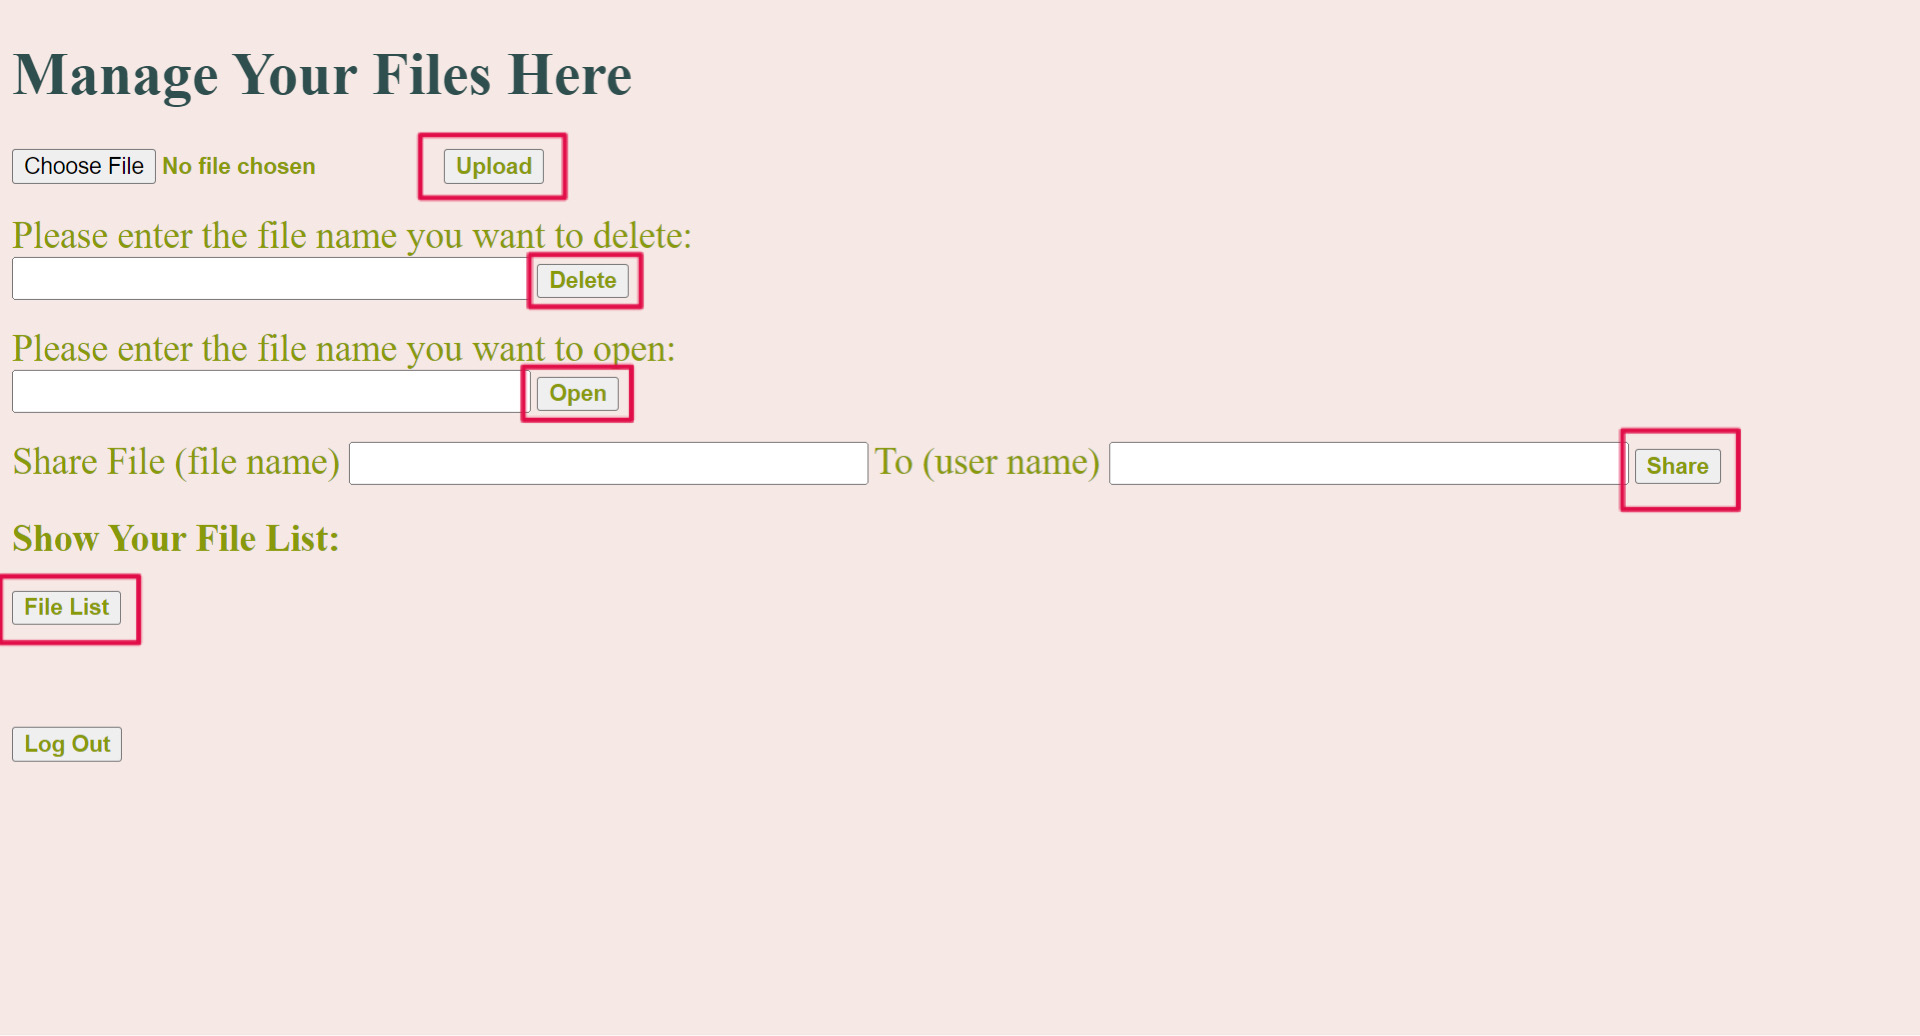 Manage Your Files Here
Choose File No file chosen Upload
Please enter the file name you want to delete:
Delete
Please enter the file name you want to open:
Open
Share File (file name) To (user name) Share
Show Your File List:
File List
Log Out